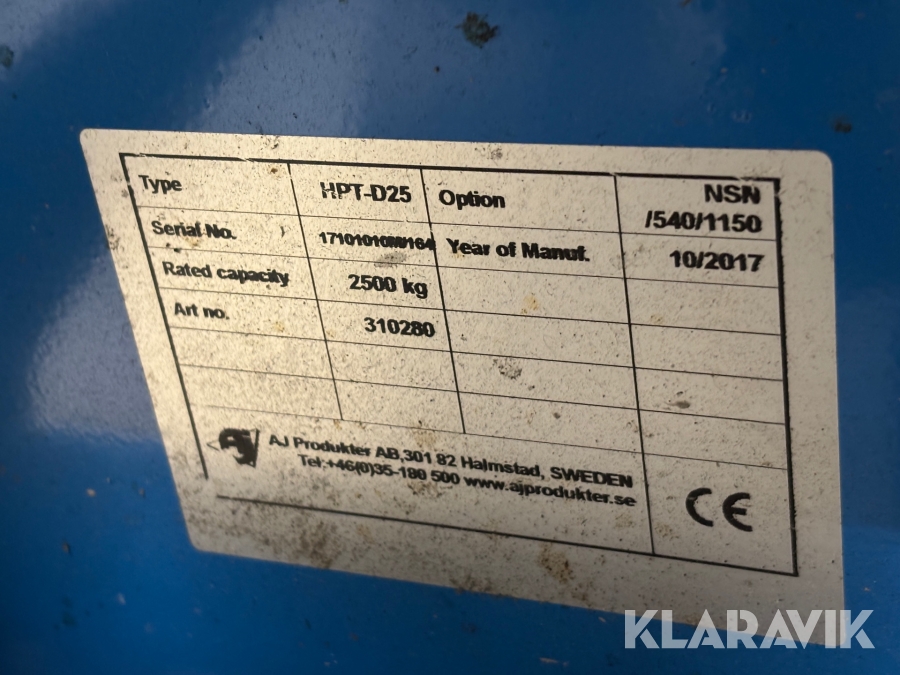 Type HPT-D25 Option NSN /540/1150
Serial No. Year of Manuf. 10/2017
Rated capacity 2500 kg
Art no. 310280
AJ Produkter AB,301 82 Halmstad, SWEDEN
Tel:+46(0)35-180 500 www.ajprodukter.se
CE
KLARAVIK